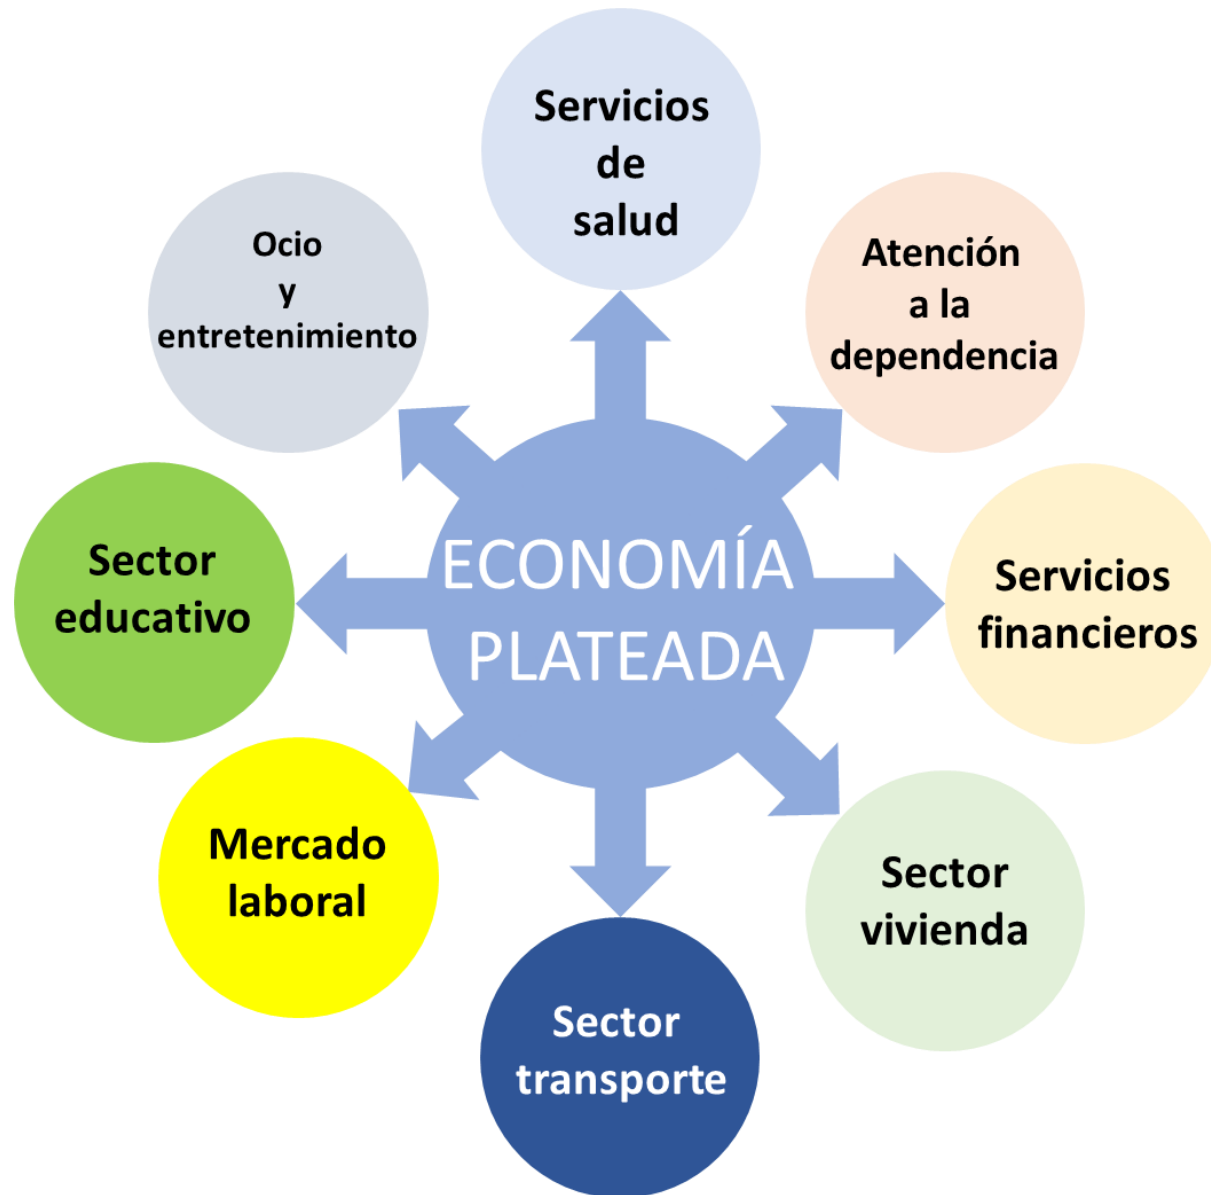 Servicios
de
salud
Ocio
y
entretenimiento
Atención
a la
dependencia
ECONOMÍA
PLATEADA
Sector
educativo
Servicios
financieros
Mercado
laboral
Sector
vivienda
Sector
transporte